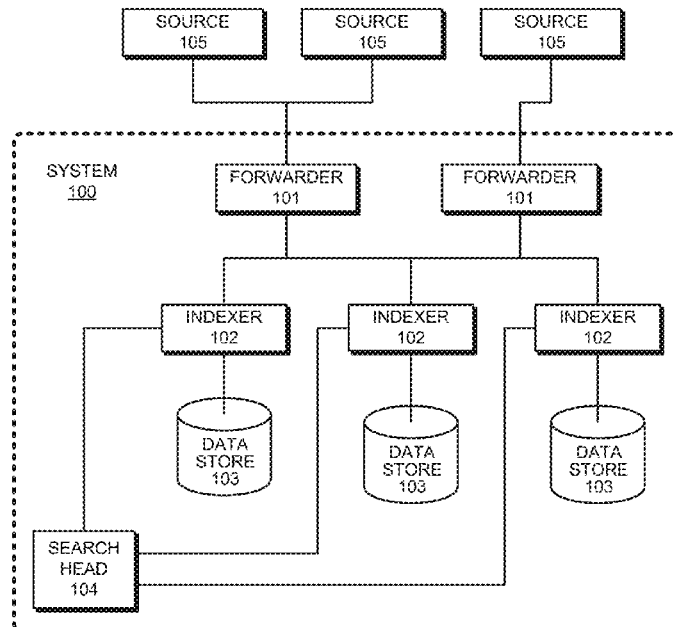 SOURCE
105
SOURCE
105
SOURCE
105
SYSTEM
100
FORWARDER
101
FORWARDER
101
INDEXER
102
INDEXER
102
INDEXER
102
DATA
STORE
103
DATA
STORE
103
DATA
STORE
103
SEARCH
HEAD
104